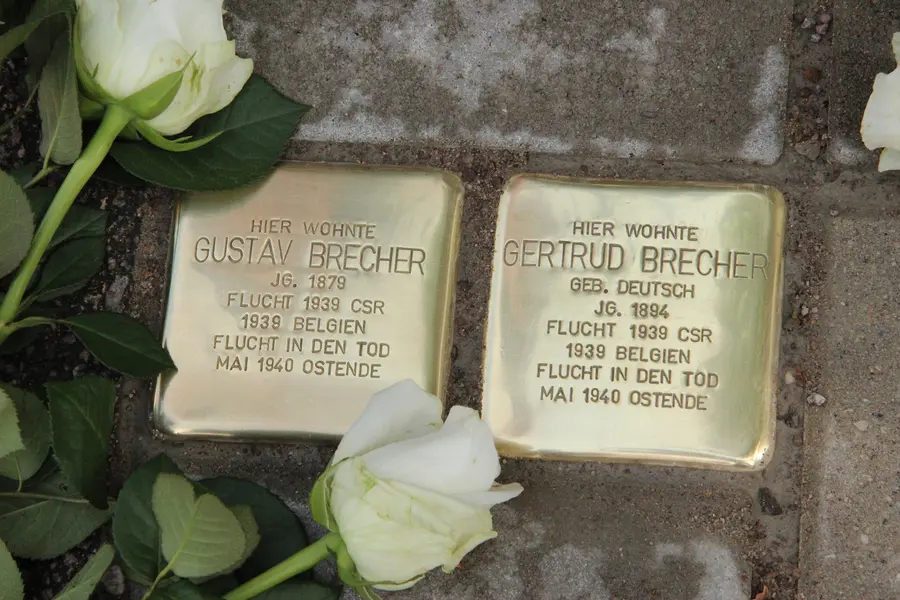 HIER WOHNTE
GUSTAV BRECHER
JG. 1879
FLUCHT 1939 CSR
1939 BELGIEN
FLUCHT IN DEN TOD
MAI 1940 OSTENDE
HIER WOHNTE
GERTRUD BRECHER
GEB. DEUTSCH
JG. 1894
FLUCHT 1939 CSR
1939 BELGIEN
FLUCHT IN DEN TOD
MAI 1940 OSTENDE